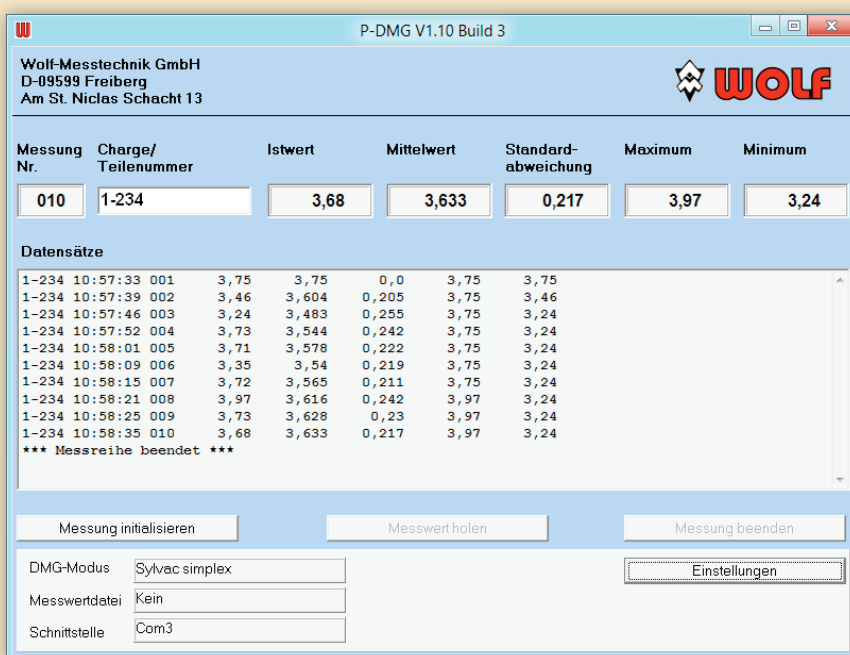 P-DMG V1.10 Build 3
Wolf-Messtechnik GmbH
D-09599 Freiberg
Am St. Niclas Schacht 13
WOLF
Messung Nr. Charge/ Teilenummer Istwert Mittelwert Standard-abweichung Maximum Minimum
010 1-234 3,68 3,633 0,217 3,97 3,24
Datensätze
1-234 10:57:33 001 3,75 3,75 0,0 3,75 3,75
1-234 10:57:39 002 3,46 3,604 0,205 3,75 3,46
1-234 10:57:46 003 3,24 3,483 0,255 3,75 3,24
1-234 10:57:52 004 3,73 3,544 0,242 3,75 3,24
1-234 10:58:01 005 3,71 3,578 0,222 3,75 3,24
1-234 10:58:09 006 3,35 3,54 0,219 3,75 3,24
1-234 10:58:15 007 3,72 3,565 0,211 3,75 3,24
1-234 10:58:21 008 3,97 3,616 0,242 3,97 3,24
1-234 10:58:25 009 3,73 3,628 0,23 3,97 3,24
1-234 10:58:35 010 3,68 3,633 0,217 3,97 3,24
*** Messreihe beendet ***
Messung initialisieren Messwert holen Messung beenden
DMG-Modus Sylvac simplex Einstellungen
Messwertdatei Kein
Schnittstelle Com3